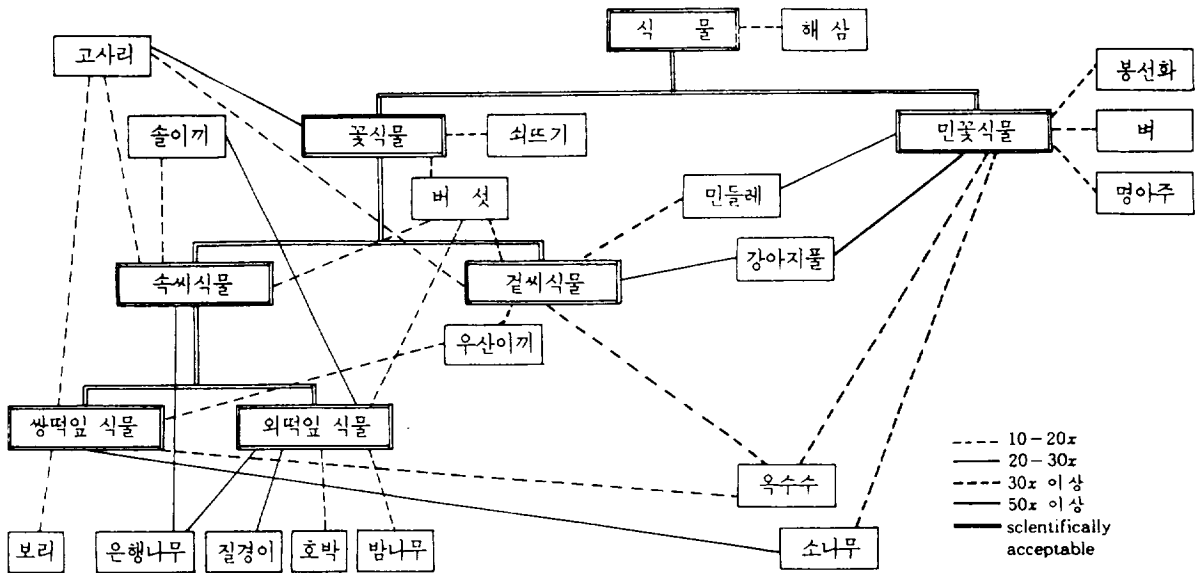 식 물
해 삼
고사리
봉선화
솔이끼
꽃식물
쇠뜨기
민꽃식물
벼
버 섯
민들레
명아주
속씨식물
겉씨식물
강아지풀
우산이끼
쌍떡잎 식물
외떡잎 식물
옥수수
보리
은행나무
질경이
호박
밤나무
소나무
10-20x
20-30x
30x 이상
50x 이상
scientifically
acceptable